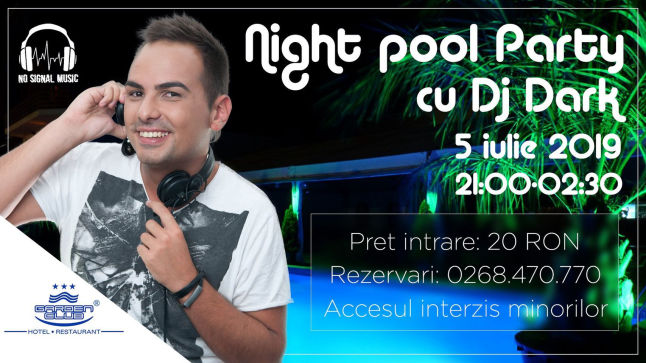 NO SIGNAL MUSIC
Night pool Party
cu Dj Dark
5 iulie 2019
21:00-02:30
Pret intrare: 20 RON
Rezervari: 0268.470.770
Accesul interzis minorilor
GARDEN
CLUB
®
HOTEL • RESTAURANT